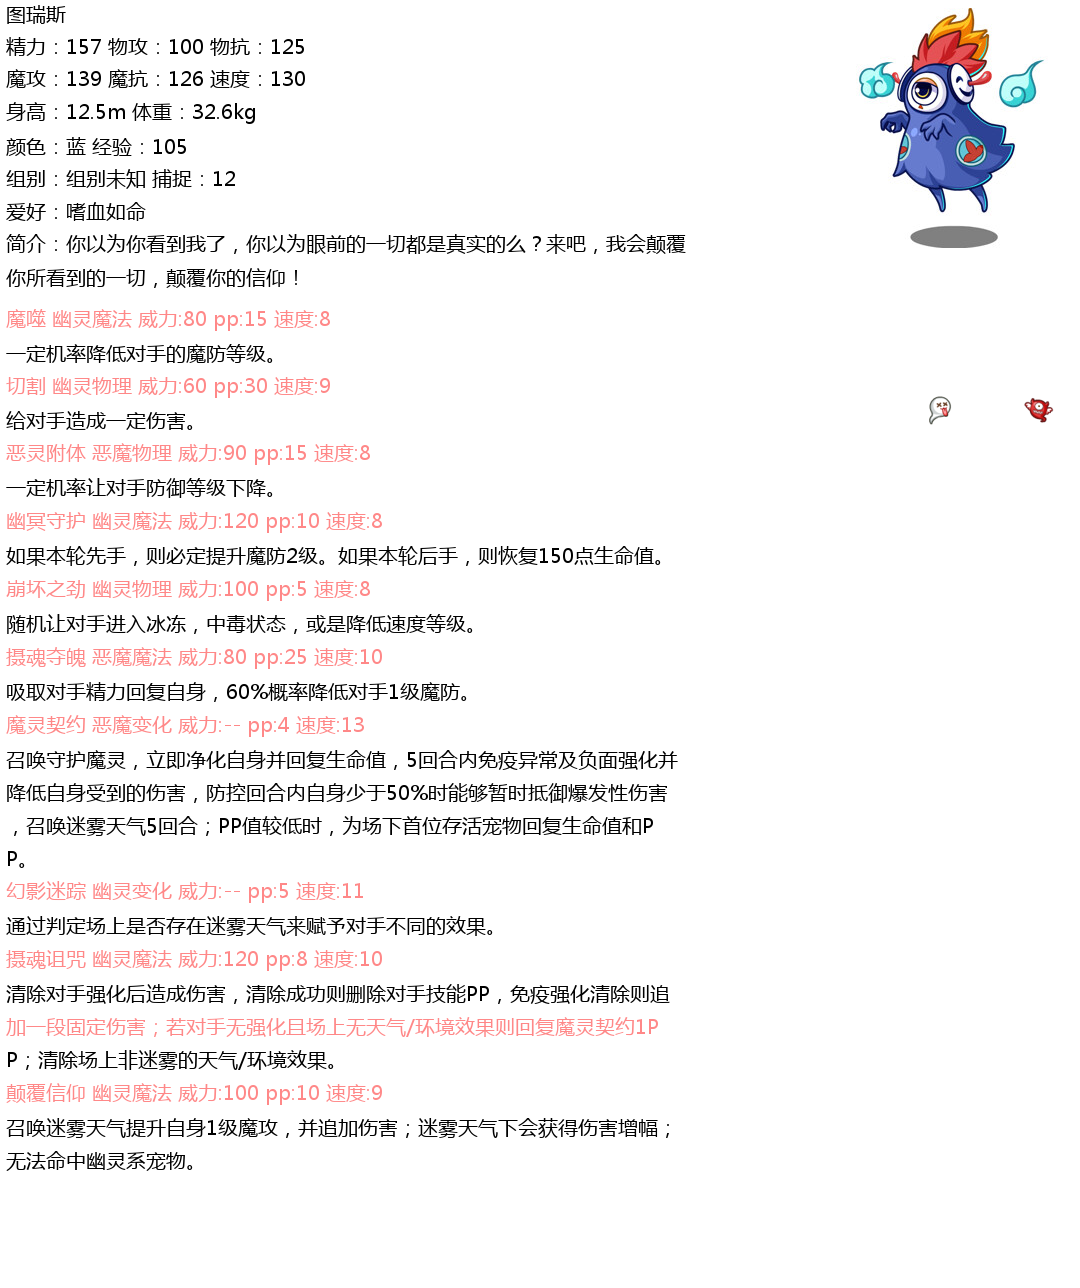 图瑞斯
精力：157 物攻：100 物抗：125
魔攻：139 魔抗：126 速度：130
身高：12.5m 体重：32.6kg
颜色：蓝 经验：105
组别：组别未知 捕捉：12
爱好：嗜血如命
简介：你以为你看到我了，你以为眼前的一切都是真实的么？来吧，我会颠覆
你所看到的一切，颠覆你的信仰！
魔噬 幽灵魔法 威力:80 pp:15 速度:8
一定机率降低对手的魔防等级。
切割 幽灵物理 威力:60 pp:30 速度:9
给对手造成一定伤害。
恶灵附体 恶魔物理 威力:90 pp:15 速度:8
一定机率让对手防御等级下降。
幽冥守护 幽灵魔法 威力:120 pp:10 速度:8
如果本轮先手，则必定提升魔防2级。如果本轮后手，则恢复150点生命值。
崩坏之劲 幽灵物理 威力:100 pp:5 速度:8
随机让对手进入冰冻，中毒状态，或是降低速度等级。
摄魂夺魄 恶魔魔法 威力:80 pp:25 速度:10
吸取对手精力回复自身，60%概率降低对手1级魔防。
魔灵契约 恶魔变化 威力:-- pp:4 速度:13
召唤守护魔灵，立即净化自身并回复生命值，5回合内免疫异常及负面强化并
降低自身受到的伤害，防控回合内自身少于50%时能够暂时抵御爆发性伤害
，召唤迷雾天气5回合；PP值较低时，为场下首位存活宠物回复生命值和P
P。
幻影迷踪 幽灵变化 威力:-- pp:5 速度:11
通过判定场上是否存在迷雾天气来赋予对手不同的效果。
摄魂诅咒 幽灵魔法 威力:120 pp:8 速度:10
清除对手强化后造成伤害，清除成功则删除对手技能PP，免疫强化清除则追
加一段固定伤害；若对手无强化且场上无天气/环境效果则回复魔灵契约1P
P；清除场上非迷雾的天气/环境效果。
颠覆信仰 幽灵魔法 威力:100 pp:10 速度:9
召唤迷雾天气提升自身1级魔攻，并追加伤害；迷雾天气下会获得伤害增幅；
无法命中幽灵系宠物。